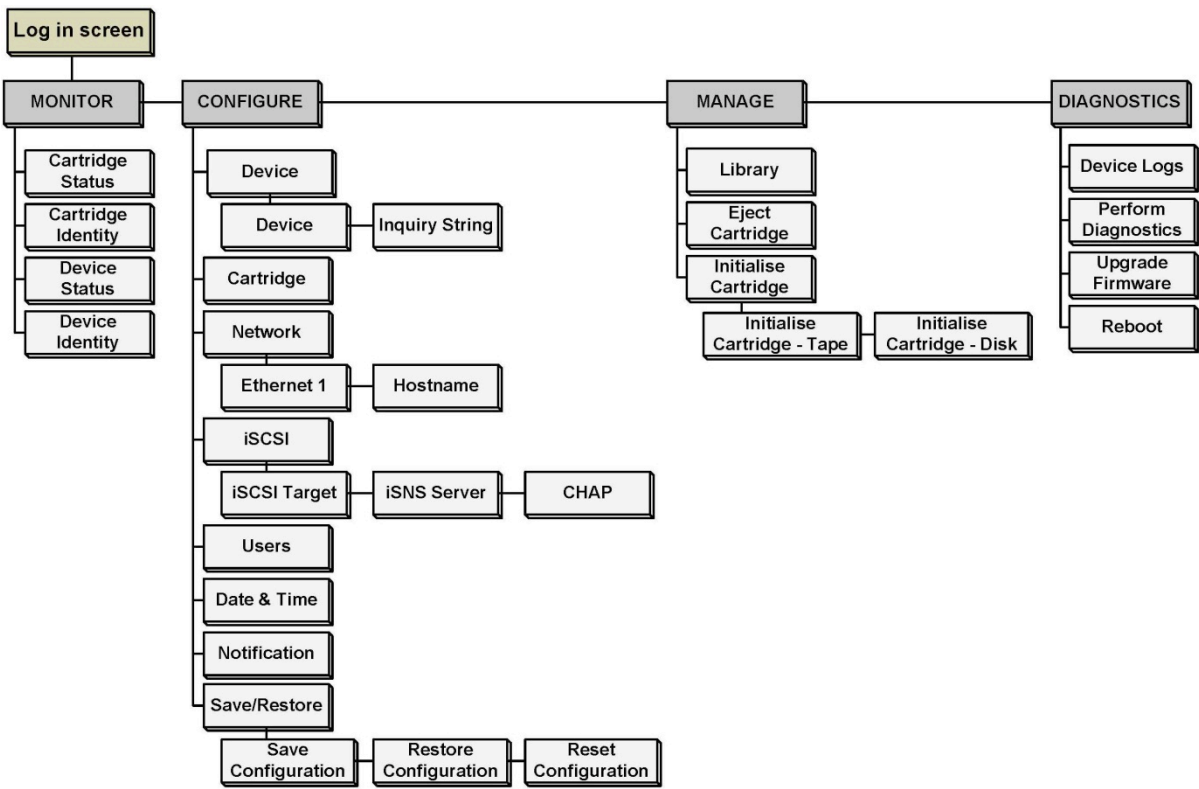 Log in screen
MONITOR
CONFIGURE
MANAGE
DIAGNOSTICS
Cartridge
Status
Cartridge
Identity
Device
Status
Device
Identity
Device
Device
Inquiry String
Cartridge
Network
Ethernet 1
Hostname
iSCSI
iSCSI Target
iSNS Server
CHAP
Users
Date & Time
Notification
Save/Restore
Save
Configuration
Restore
Configuration
Reset
Configuration
Library
Eject
Cartridge
Initialise
Cartridge
Initialise
Cartridge - Tape
Initialise
Cartridge - Disk
Device Logs
Perform
Diagnostics
Upgrade
Firmware
Reboot